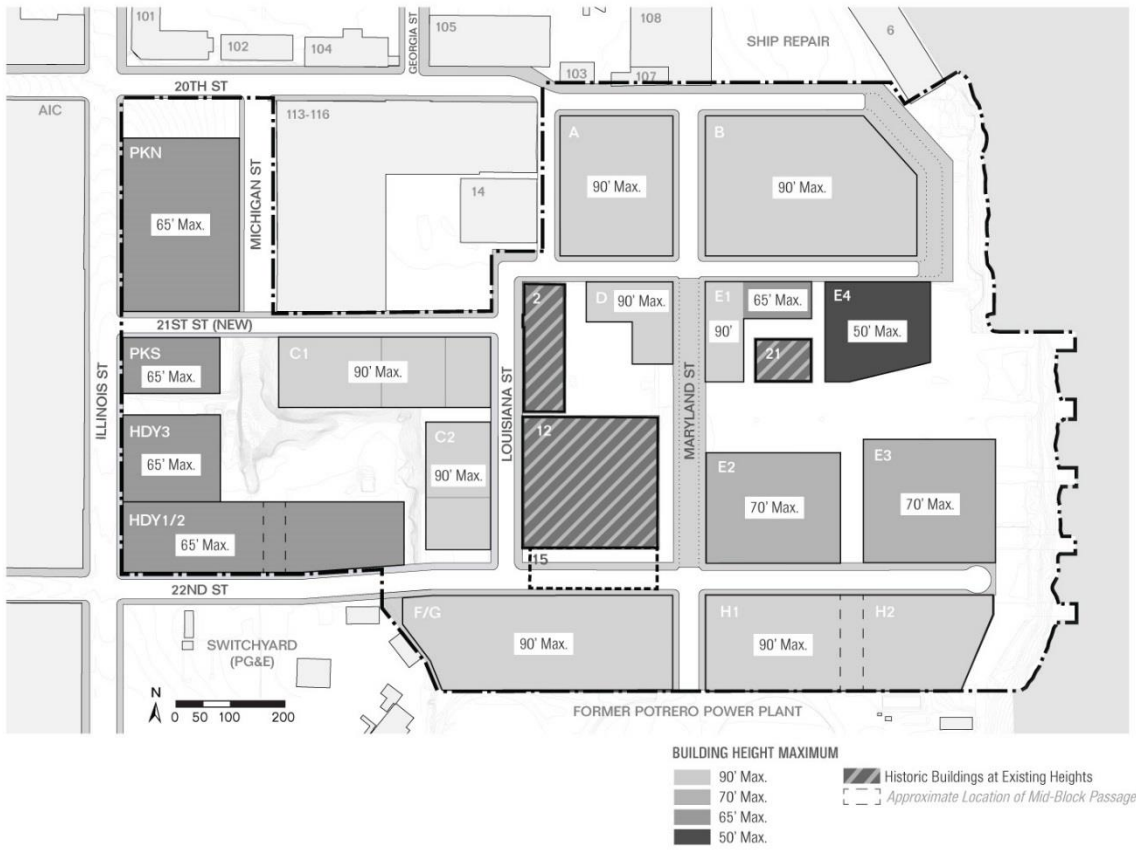 101
102
104
GEORGIA ST
105
108
103
107
SHIP REPAIR
6
20TH ST
AIC
PKN
65' Max.
MICHIGAN ST
113-116
14
A
90' Max.
B
90' Max.
21ST ST (NEW)
2
D
90' Max.
E1
90'
65' Max.
E4
50' Max.
21
ILLINOIS ST
PKS
65' Max.
C1
90' Max.
LOUISIANA ST
MARYLAND ST
HDY3
65' Max.
C2
90' Max.
12
E2
70' Max.
E3
70' Max.
HDY1/2
65' Max.
15
22ND ST
F/G
90' Max.
H1
90' Max.
H2
SWITCHYARD
(PG&E)
N
0 50 100 200
FORMER POTRERO POWER PLANT
BUILDING HEIGHT MAXIMUM
90' Max.
70' Max.
65' Max.
50' Max.
Historic Buildings at Existing Heights
Approximate Location of Mid-Block Passage